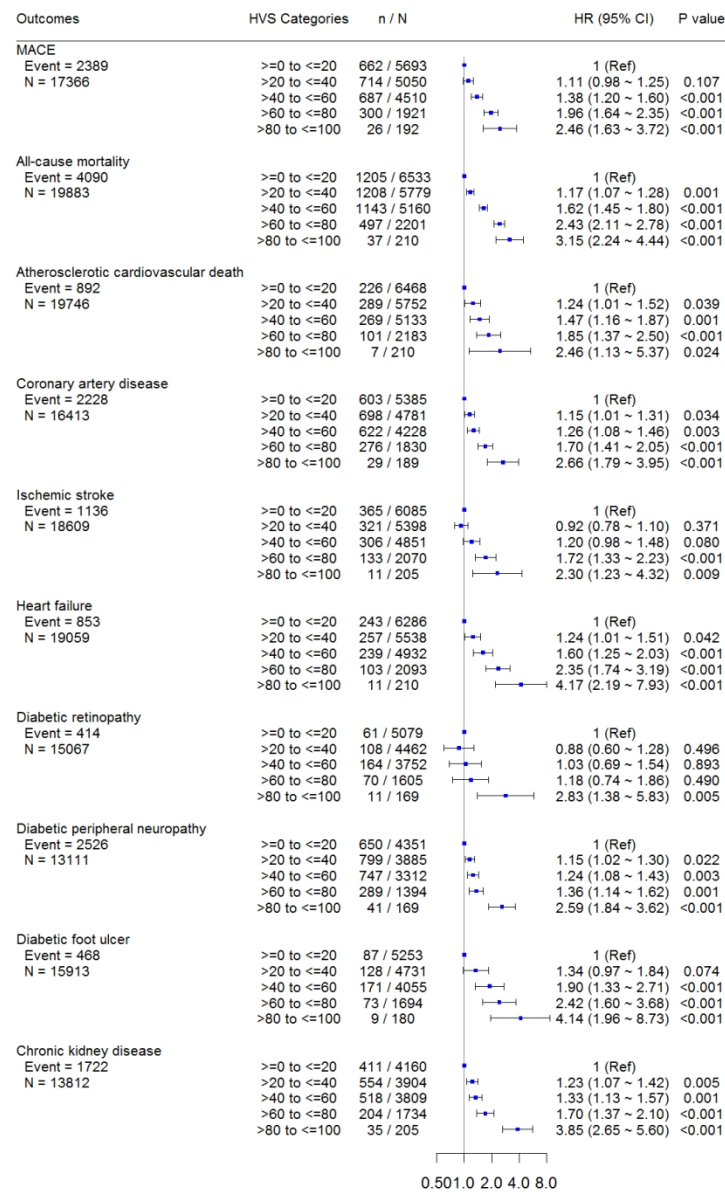 Outcomes HVS Categories n / N HR (95% CI) P value
MACE
Event = 2389 >=0 to <=20 662 / 5693 1 (Ref)
N = 17366 >20 to <=40 714 / 5050 1.11 (0.98 ~ 1.25) 0.107
>40 to <=60 687 / 4510 1.38 (1.20 ~ 1.60) <0.001
>60 to <=80 300 / 1921 1.96 (1.64 ~ 2.35) <0.001
>80 to <=100 26 / 192 2.46 (1.63 ~ 3.72) <0.001
All-cause mortality
Event = 4090 >=0 to <=20 1205 / 6533 1 (Ref)
N = 19883 >20 to <=40 1208 / 5779 1.17 (1.07 ~ 1.28) 0.001
>40 to <=60 1143 / 5160 1.62 (1.45 ~ 1.80) <0.001
>60 to <=80 497 / 2201 2.43 (2.11 ~ 2.78) <0.001
>80 to <=100 37 / 210 3.15 (2.24 ~ 4.44) <0.001
Atherosclerotic cardiovascular death
Event = 892 >=0 to <=20 226 / 6468 1 (Ref)
N = 19746 >20 to <=40 289 / 5752 1.24 (1.01 ~ 1.52) 0.039
>40 to <=60 269 / 5133 1.47 (1.16 ~ 1.87) 0.001
>60 to <=80 101 / 2183 1.85 (1.37 ~ 2.50) <0.001
>80 to <=100 7 / 210 2.46 (1.13 ~ 5.37) 0.024
Coronary artery disease
Event = 2228 >=0 to <=20 603 / 5385 1 (Ref)
N = 16413 >20 to <=40 698 / 4781 1.15 (1.01 ~ 1.31) 0.034
>40 to <=60 622 / 4228 1.26 (1.08 ~ 1.46) 0.003
>60 to <=80 276 / 1830 1.70 (1.41 ~ 2.05) <0.001
>80 to <=100 29 / 189 2.66 (1.79 ~ 3.95) <0.001
Ischemic stroke
Event = 1136 >=0 to <=20 365 / 6085 1 (Ref)
N = 18609 >20 to <=40 321 / 5398 0.92 (0.78 ~ 1.10) 0.371
>40 to <=60 306 / 4851 1.20 (0.98 ~ 1.48) 0.080
>60 to <=80 133 / 2070 1.72 (1.33 ~ 2.23) <0.001
>80 to <=100 11 / 205 2.30 (1.23 ~ 4.32) 0.009
Heart failure
Event = 853 >=0 to <=20 243 / 6286 1 (Ref)
N = 19059 >20 to <=40 257 / 5538 1.24 (1.01 ~ 1.51) 0.042
>40 to <=60 239 / 4932 1.60 (1.25 ~ 2.03) <0.001
>60 to <=80 103 / 2093 2.35 (1.74 ~ 3.19) <0.001
>80 to <=100 11 / 210 4.17 (2.19 ~ 7.93) <0.001
Diabetic retinopathy
Event = 414 >=0 to <=20 61 / 5079 1 (Ref)
N = 15067 >20 to <=40 108 / 4462 0.88 (0.60 ~ 1.28) 0.496
>40 to <=60 164 / 3752 1.03 (0.69 ~ 1.54) 0.893
>60 to <=80 70 / 1605 1.18 (0.74 ~ 1.86) 0.490
>80 to <=100 11 / 169 2.83 (1.38 ~ 5.83) 0.005
Diabetic peripheral neuropathy
Event = 2526 >=0 to <=20 650 / 4351 1 (Ref)
N = 13111 >20 to <=40 799 / 3885 1.15 (1.02 ~ 1.30) 0.022
>40 to <=60 747 / 3312 1.24 (1.08 ~ 1.43) 0.003
>60 to <=80 289 / 1394 1.36 (1.14 ~ 1.62) 0.001
>80 to <=100 41 / 169 2.59 (1.84 ~ 3.62) <0.001
Diabetic foot ulcer
Event = 468 >=0 to <=20 87 / 5253 1 (Ref)
N = 15913 >20 to <=40 128 / 4731 1.34 (0.97 ~ 1.84) 0.074
>40 to <=60 171 / 4055 1.90 (1.33 ~ 2.71) <0.001
>60 to <=80 73 / 1694 2.42 (1.60 ~ 3.68) <0.001
>80 to <=100 9 / 180 4.14 (1.96 ~ 8.73) <0.001
Chronic kidney disease
Event = 1722 >=0 to <=20 411 / 4160 1 (Ref)
N = 13812 >20 to <=40 554 / 3904 1.23 (1.07 ~ 1.42) 0.005
>40 to <=60 518 / 3809 1.33 (1.13 ~ 1.57) 0.001
>60 to <=80 204 / 1734 1.70 (1.37 ~ 2.10) <0.001
>80 to <=100 35 / 205 3.85 (2.65 ~ 5.60) <0.001
0.50 1.0 2.0 4.0 8.0